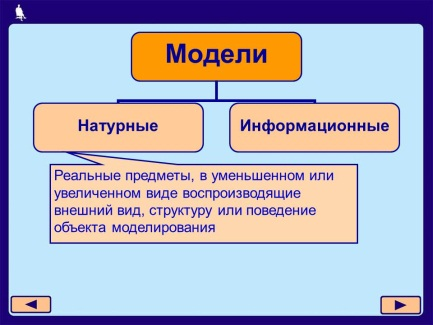 Модели
Натурные
Информационные
Реальные предметы, в уменьшенном или
увеличенном виде воспроизводящие
внешний вид, структуру или поведение
объекта моделирования